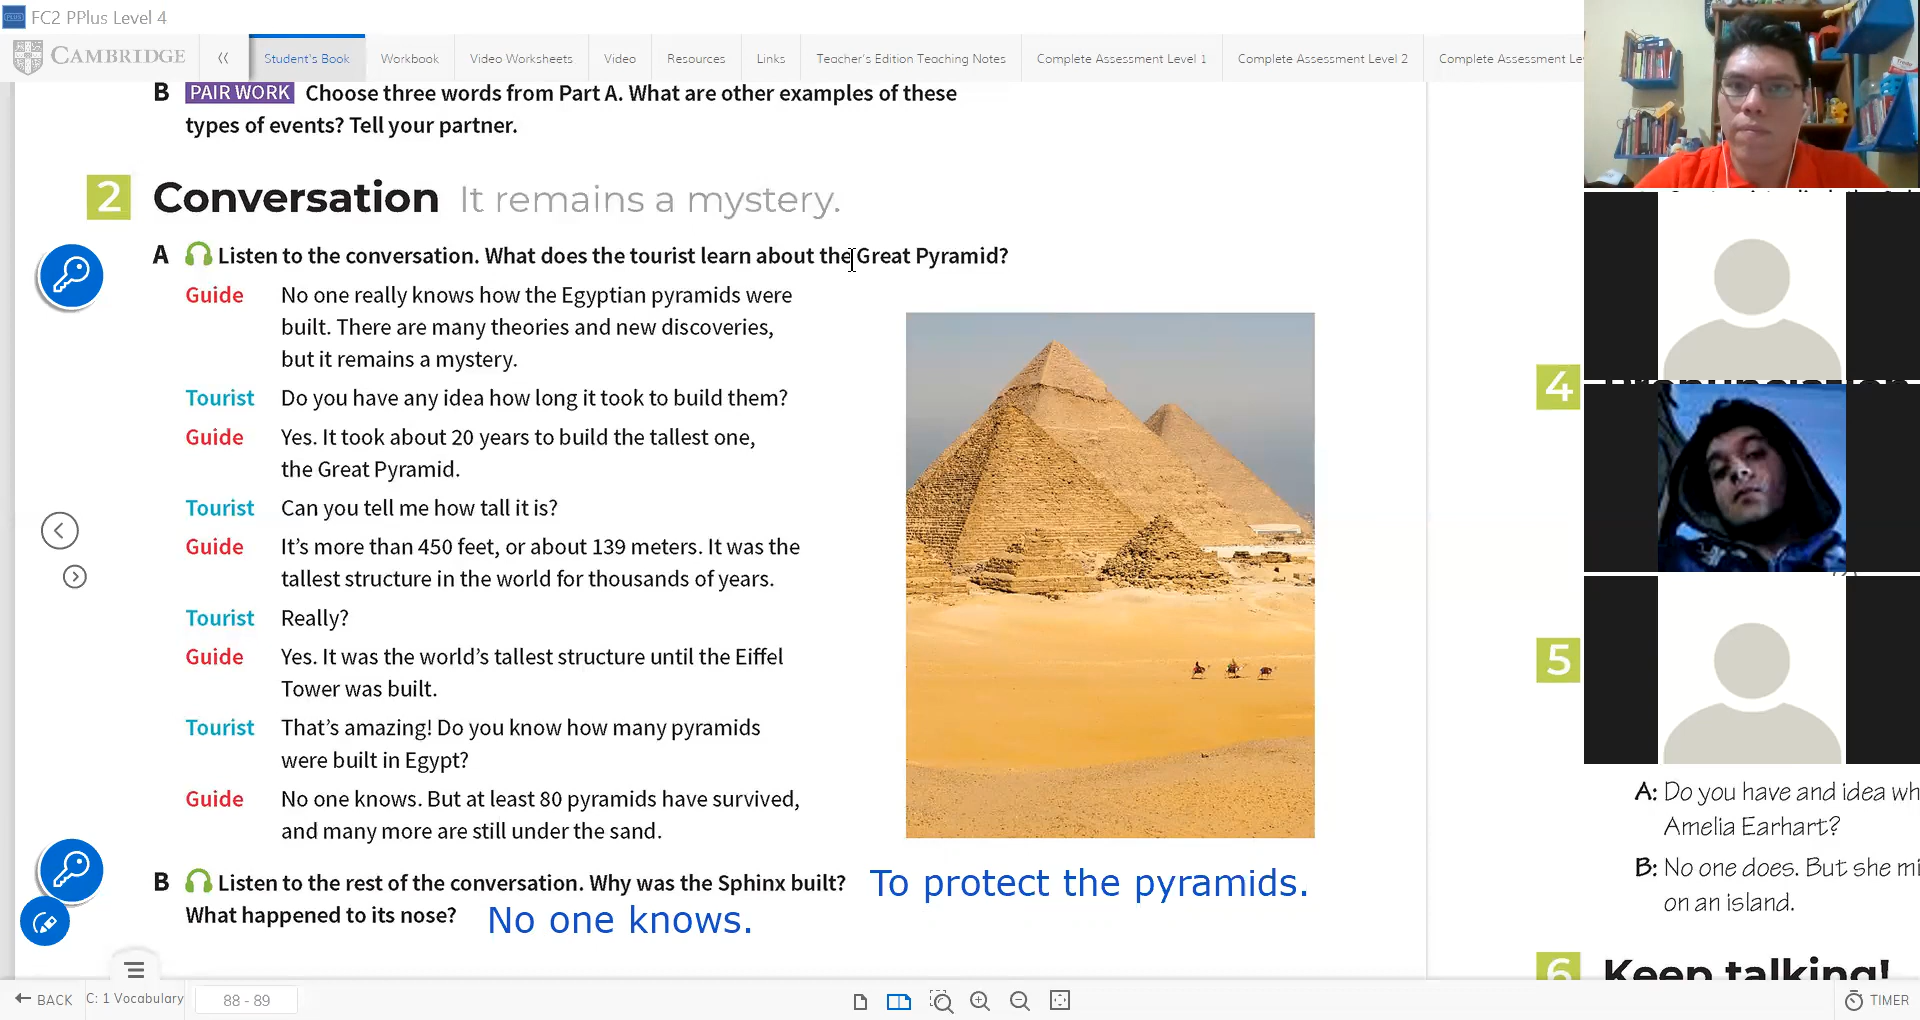 FC2 PPlus Level 4
CAMBRIDGE
Student's Book
Workbook
Video Worksheets
Video
Resources
Links
Teacher's Edition Teaching Notes
Complete Assessment Level 1
Complete Assessment Level 2
Complete Assessment Le
B PAIR WORK Choose three words from Part A. What are other examples of these
types of events? Tell your partner.
2 Conversation It remains a mystery.
A Listen to the conversation. What does the tourist learn about the Great Pyramid?
Guide No one really knows how the Egyptian pyramids were
built. There are many theories and new discoveries,
but it remains a mystery.
Tourist Do you have any idea how long it took to build them?
Guide Yes. It took about 20 years to build the tallest one,
the Great Pyramid.
Tourist Can you tell me how tall it is?
Guide It's more than 450 feet, or about 139 meters. It was the
tallest structure in the world for thousands of years.
Tourist Really?
Guide Yes. It was the world's tallest structure until the Eiffel
Tower was built.
Tourist That's amazing! Do you know how many pyramids
were built in Egypt?
Guide No one knows. But at least 80 pyramids have survived,
and many more are still under the sand.
B Listen to the rest of the conversation. Why was the Sphinx built? To protect the pyramids.
What happened to its nose? No one knows.
4
5
A: Do you have and idea wh
Amelia Earhart?
B: No one does. But she mi
on an island.
6 Keep talking!
BACK
C: 1 Vocabulary
88 - 89
TIMER